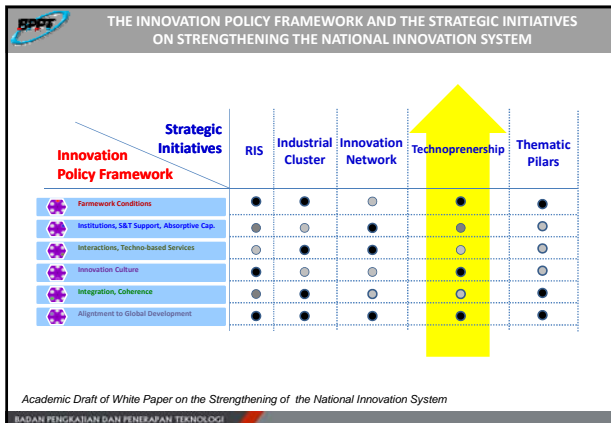 BPPT
THE INNOVATION POLICY FRAMEWORK AND THE STRATEGIC INITIATIVES
ON STRENGTHENING THE NATIONAL INNOVATION SYSTEM
Strategic
Initiatives
Innovation
Policy Framework
RIS
Industrial
Cluster
Innovation
Network
Technoprenership
Thematic
Pilars
Farmework Conditions
Institutions, S&T Support, Absorptive Cap.
Interactions, Techno-based Services
Innovation Culture
Integration, Coherence
Aligntment to Global Development
Academic Draft of White Paper on the Strengthening of the National Innovation System
BADAN PENGKAJIAN DAN PENERAPAN TEKNOLOGI